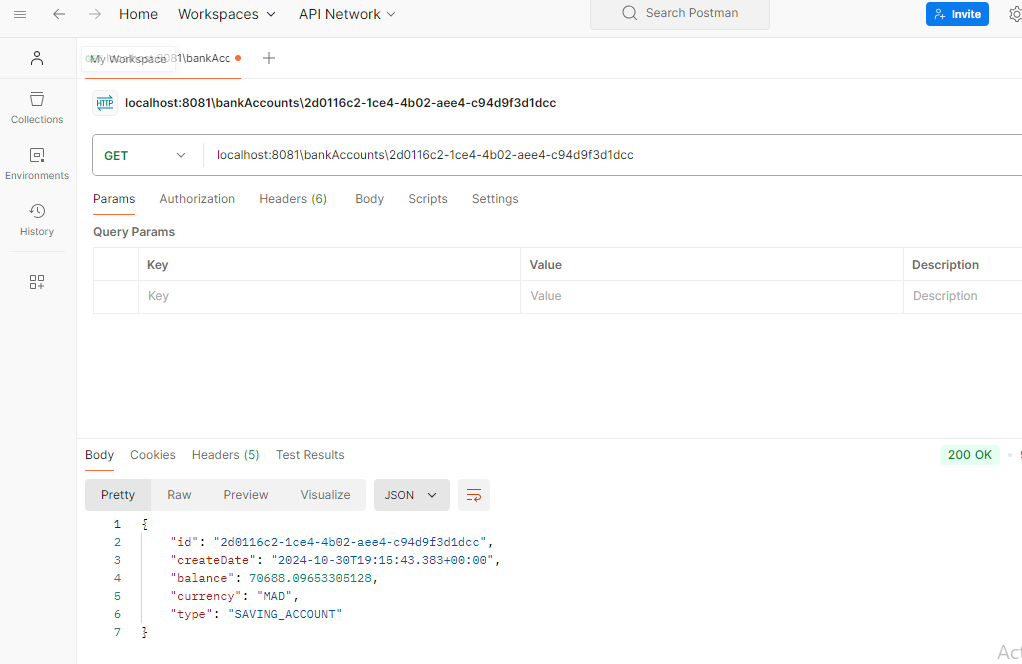 Home Workspaces API Network Search Postman Invite
My Workspace 81\bankAcc
localhost:8081\bankAccounts\2d0116c2-1ce4-4b02-aee4-c94d9f3d1dcc
Collections
GET localhost:8081\bankAccounts\2d0116c2-1ce4-4b02-aee4-c94d9f3d1dcc
Environments
Params Authorization Headers (6) Body Scripts Settings
History
Query Params
Key Value Description
Key Value Description
Body Cookies Headers (5) Test Results 200 OK
Pretty Raw Preview Visualize JSON
1 {
2 "id": "2d0116c2-1ce4-4b02-aee4-c94d9f3d1dcc",
3 "createDate": "2024-10-30T19:15:43.383+00:00",
4 "balance": 70688.09653305128,
5 "currency": "MAD",
6 "type": "SAVING_ACCOUNT"
7 }